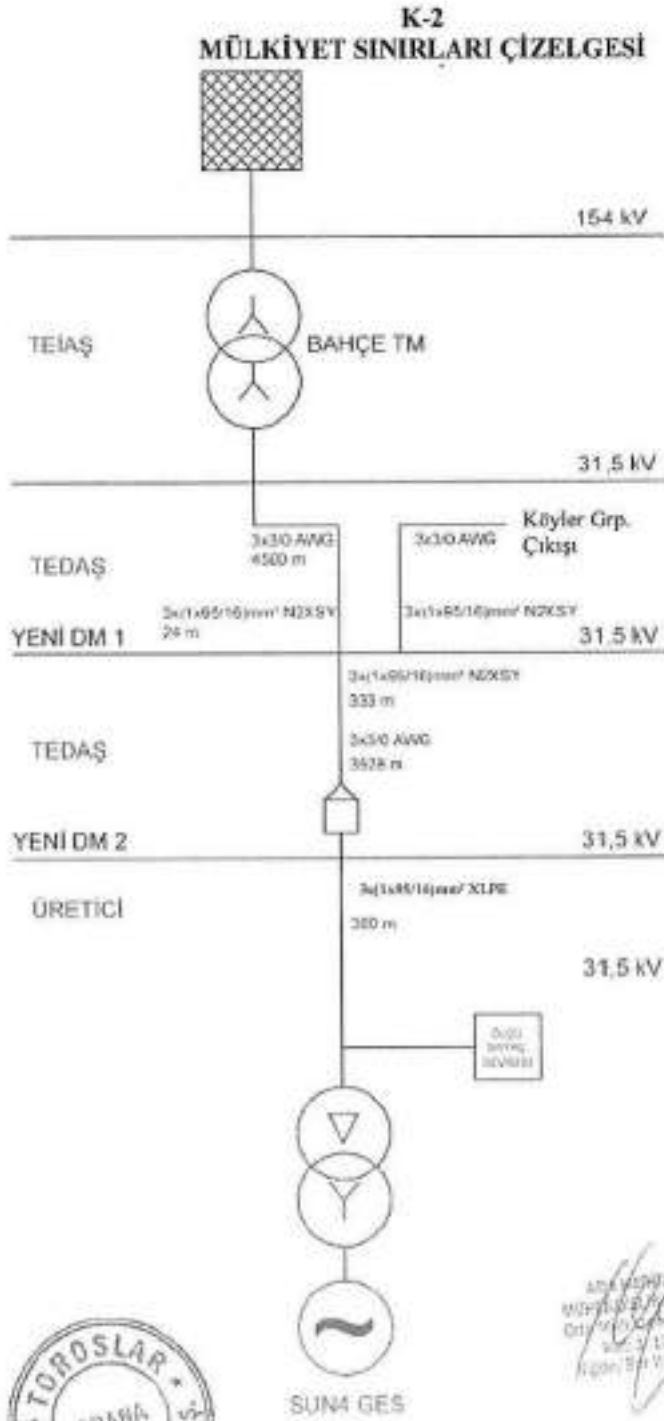 K-2
MÜLKİYET SINIRLARI ÇİZELGESİ
154 kV
TEİAŞ
BAHÇE TM
31,5 kV
3x3/0 AWG
4500 m
3x3/0 AWG
Köyler Grp.
Çıkışı
TEDAŞ
3x(1x95/16)mm² N2XSY
24 m
3x(1x95/16)mm² N2XSY
YENİ DM 1
31.5 kV
3x(1x95/16)mm² N2XSY
333 m
TEDAŞ
3x3/0 AWG
3528 m
YENİ DM 2
31,5 kV
ÜRETİCİ
3x(1x95/16)mm² XLPE
300 m
31,5 kV
SUN4 GES
TOROSLAR